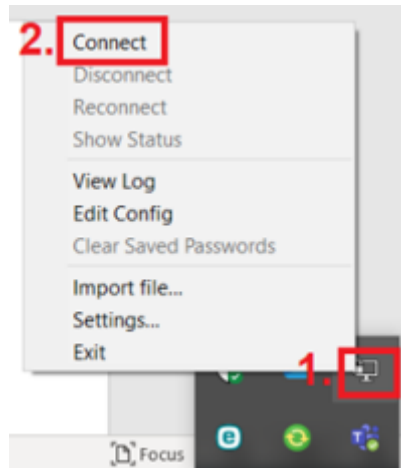 2. Connect
Disconnect
Reconnect
Show Status
View Log
Edit Config
Clear Saved Passwords
Import file...
Settings...
Exit
1.
Focus